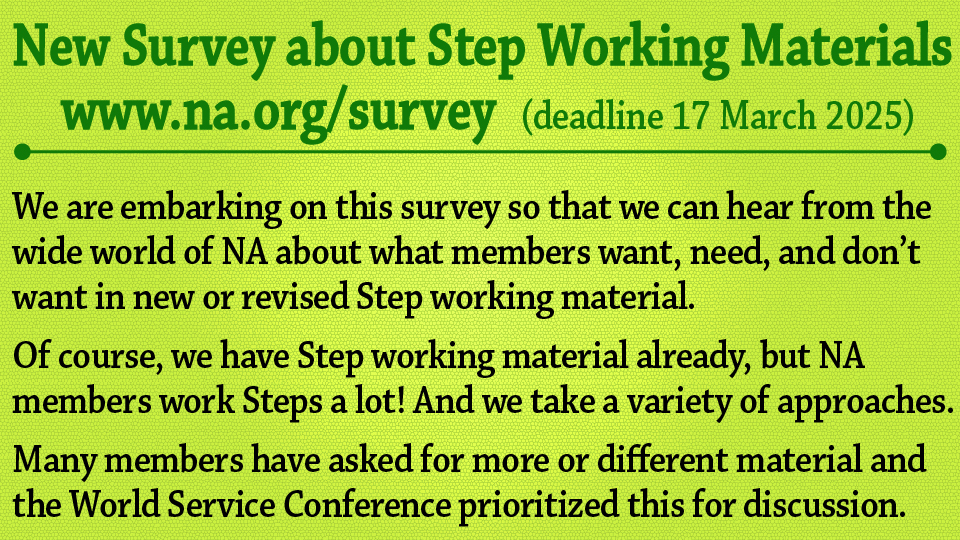 New Survey about Step Working Materials
www.na.org/survey (deadline 17 March 2025)
We are embarking on this survey so that we can hear from the
wide world of NA about what members want, need, and don’t
want in new or revised Step working material.
Of course, we have Step working material already, but NA
members work Steps a lot! And we take a variety of approaches.
Many members have asked for more or different material and
the World Service Conference prioritized this for discussion.